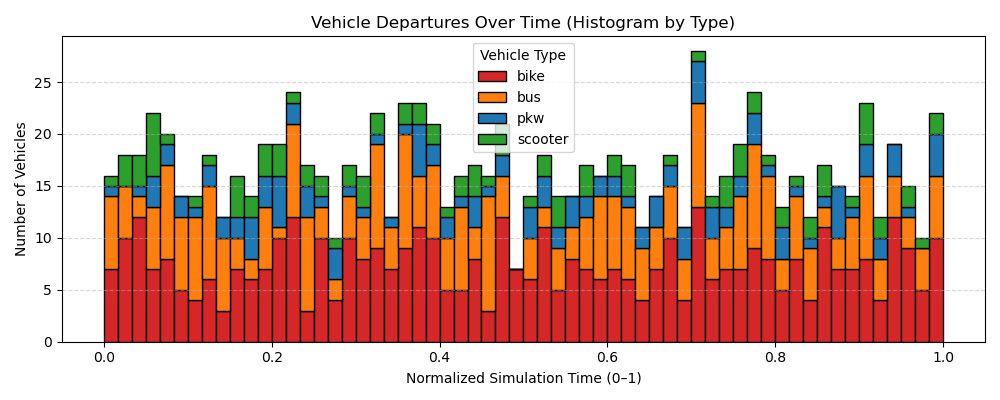 Vehicle Departures Over Time (Histogram by Type)
Number of Vehicles
25
20
15
10
5
0
Vehicle Type
bike
bus
pkw
scooter
0.0 0.2 0.4 0.6 0.8 1.0
Normalized Simulation Time (0–1)